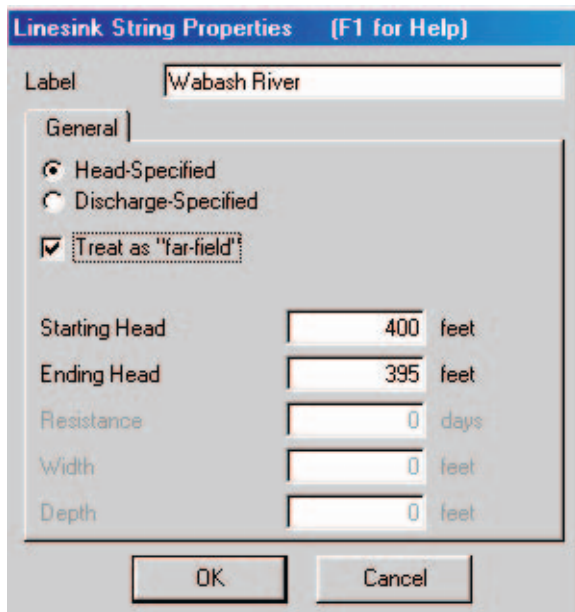 Linesink String Properties (F1 for Help)
Label Wabash River
General
Head-Specified
Discharge-Specified
Treat as "far-field"
Starting Head 400 feet
Ending Head 395 feet
Resistance 0 days
Width 0 feet
Depth 0 feet
OK Cancel